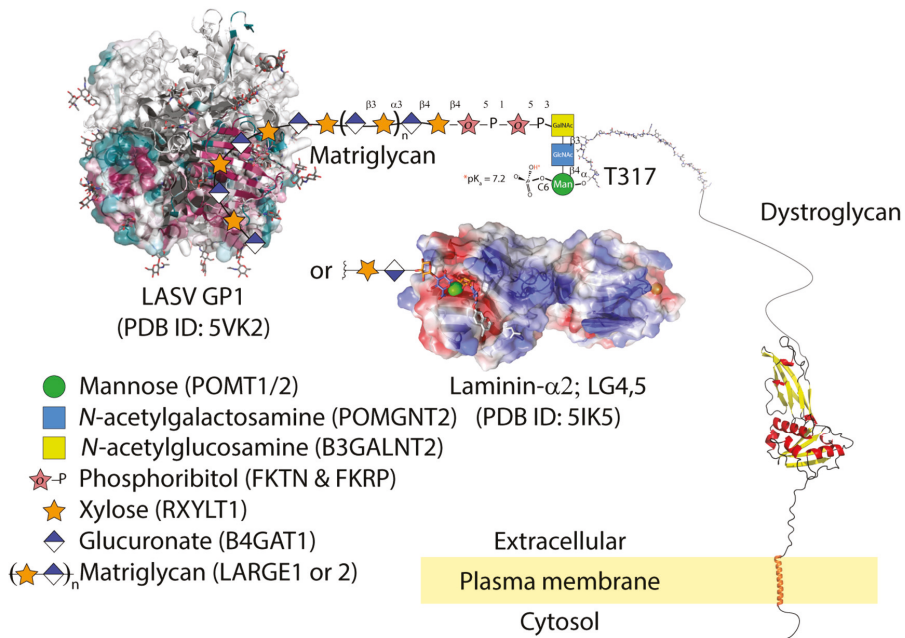 β3 α3 β4 β4 5 1 5 3
n
P P
GalNAc
Matriglycan
β3
GlcNAc
OH*
*pKa = 7.2
O P O
O
C6
Man
O
β4 α
T317
Dystroglycan
or
LASV GP1
(PDB ID: 5VK2)
Laminin-α2; LG4,5
(PDB ID: 5IK5)
Mannose (POMT1/2)
N-acetylgalactosamine (POMGNT2)
N-acetylglucosamine (B3GALNT2)
P Phosphoribitol (FKTN & FKRP)
Xylose (RXYLT1)
Glucuronate (B4GAT1)
( )n Matriglycan (LARGE1 or 2)
Extracellular
Plasma membrane
Cytosol